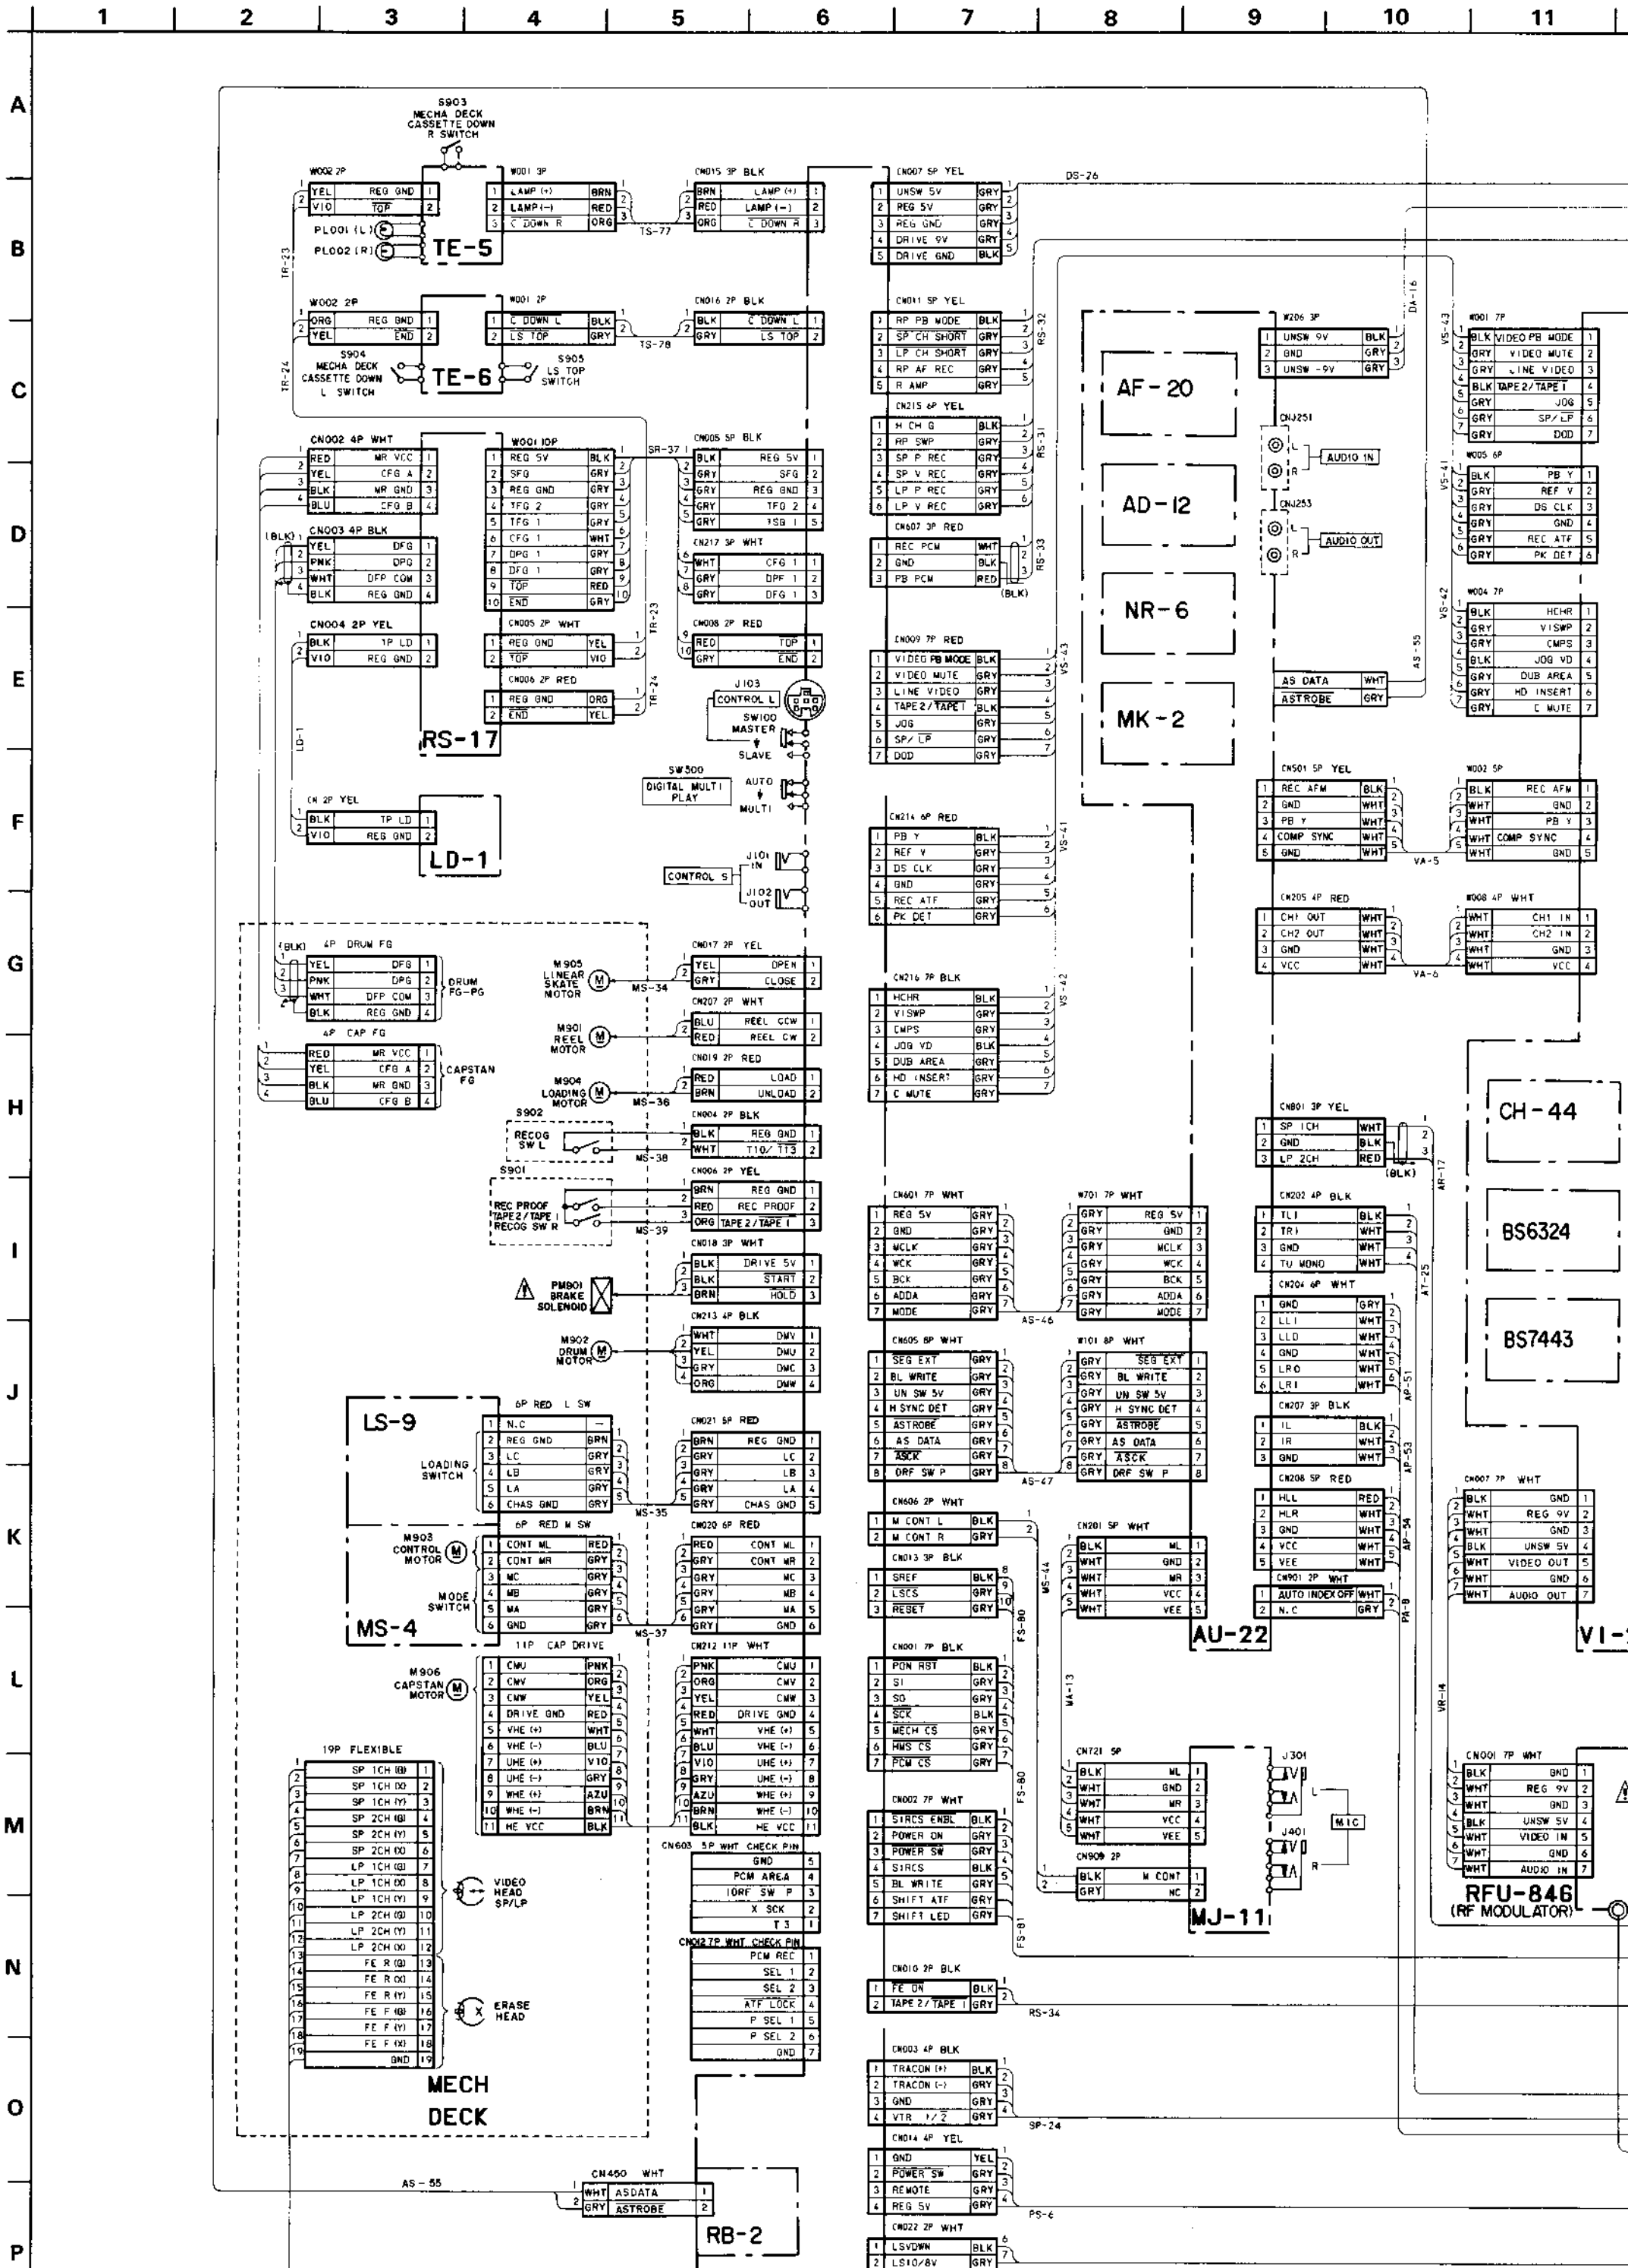 1 2 3 4 5 6 7 8 9 10 11
A
B
C
D
E
F
G
H
I
J
K
L
M
N
O
P
S903
MECHA DECK
CASSETTE DOWN
R SWITCH
W002 2P
YEL REG GND 1
VIO TOP 2
PL001 (L)
PL002 (R)
TE-5
W001 3P
1 LAMP (+) BRN
2 LAMP (-) RED
3 C DOWN R ORG
TS-77
CN015 3P BLK
BRN LAMP (+) 1
RED LAMP (-) 2
ORG C DOWN R 3
TR-23
W002 2P
ORG REG GND 1
YEL END 2
S904
MECHA DECK
CASSETTE DOWN
L SWITCH
TE-6
W001 2P
1 C DOWN L BLK
2 LS TOP GRY
S905
LS TOP
SWITCH
TS-78
CN016 2P BLK
BLK C DOWN L 1
GRY LS TOP 2
TR-24
CN002 4P WHT
RED MR VCC 1
YEL CFG A 2
BLK MR GND 3
BLU CFG B 4
CN003 4P BLK
(BLK)
YEL DFG 1
PNK DPG 2
WHT DFP COM 3
BLK REG GND 4
CN004 2P YEL
BLK TP LD 1
VIO REG GND 2
RS-17
W001 10P
1 REG 5V BLK
2 SFG GRY
3 REG GND GRY
4 TFG 2 GRY
5 TFG 1 GRY
6 CFG 1 WHT
7 DPG 1 GRY
8 DFG 1 GRY
9 TOP RED
10 END GRY
CN005 2P WHT
1 REG GND YEL
2 TOP VIO
CN006 2P RED
1 REG GND ORG
2 END YEL
SR-37
TR-23
TR-24
CN005 5P BLK
BLK REG 5V 1
GRY SFG 2
GRY REG GND 3
GRY TFG 2 4
GRY TSG 1 5
CN217 3P WHT
WHT CFG 1 1
GRY DPF 1 2
GRY DFG 1 3
CN008 2P RED
RED TOP 1
GRY END 2
J103
CONTROL L
SW100
MASTER
SLAVE
SW300
DIGITAL MULTI
PLAY
AUTO
MULTI
J101
IN
CONTROL S
J102
OUT
LD-1
CN 2P YEL
BLK TP LD 1
VIO REG GND 2
LD-1
(BLK) 4P DRUM FG
YEL DFG 1
PNK DPG 2
WHT DFP COM 3
BLK REG GND 4
DRUM
FG-PG
4P CAP FG
RED MR VCC 1
YEL CFG A 2
BLK MR GND 3
BLU CFG B 4
CAPSTAN
FG
M905
LINEAR
SKATE
MOTOR
MS-34
CN017 2P YEL
YEL OPEN 1
GRY CLOSE 2
M901
REEL
MOTOR
CN207 2P WHT
BLU REEL CCW 1
RED REEL CW 2
M904
LOADING
MOTOR
MS-36
CN019 2P RED
RED LOAD 1
BRN UNLOAD 2
S902
RECOG
SW L
MS-38
CN004 2P BLK
BLK REG GND 1
WHT T10/T13 2
S901
REC PROOF
TAPE2/TAPE1
RECOG SW R
MS-39
CN006 2P YEL
BRN REG GND 1
RED REC PROOF 2
ORG TAPE2/TAPE 1 3
PM901
BRAKE
SOLENOID
CN018 3P WHT
BLK DRIVE 5V 1
BLK START 2
BRN HOLD 3
M902
DRUM
MOTOR
CN213 4P BLK
WHT DMV 1
YEL DMU 2
GRY DMC 3
ORG DMW 4
LS-9
LOADING
SWITCH
6P RED L SW
1 N.C —
2 REG GND BRN
3 LC GRY
4 LB GRY
5 LA GRY
6 CHAS GND GRY
MS-35
CN021 5P RED
BRN REG GND 1
GRY LC 2
GRY LB 3
GRY LA 4
GRY CHAS GND 5
M903
CONTROL
MOTOR
MODE
SWITCH
MS-4
6P RED M SW
1 CONT ML RED
2 CONT MR GRY
3 MC GRY
4 MB GRY
5 MA GRY
6 GND GRY
MS-37
CN020 6P RED
RED CONT ML 1
GRY CONT MR 2
GRY MC 3
GRY MB 4
GRY MA 5
GRY GND 6
M906
CAPSTAN
MOTOR
11P CAP DRIVE
1 CMU PNK
2 CMV ORG
3 CMW YEL
4 DRIVE GND RED
5 VHE (+) WHT
6 VHE (-) BLU
7 UHE (+) VIO
8 UHE (-) GRY
9 WHE (+) AZU
10 WHE (-) BRN
11 HE VCC BLK
CN212 11P WHT
PNK CMU 1
ORG CMV 2
YEL CMW 3
RED DRIVE GND 4
WHT VHE (+) 5
BLU VHE (-) 6
VIO UHE (+) 7
GRY UHE (-) 8
AZU WHE (+) 9
BRN WHE (-) 10
BLK HE VCC 11
19P FLEXIBLE
SP 1CH (G) 1
SP 1CH (X) 2
SP 1CH (Y) 3
SP 2CH (G) 4
SP 2CH (Y) 5
SP 2CH (X) 6
LP 1CH (G) 7
LP 1CH (X) 8
LP 1CH (Y) 9
LP 2CH (G) 10
LP 2CH (Y) 11
LP 2CH (X) 12
FE R (G) 13
FE R (X) 14
FE R (Y) 15
FE F (G) 16
FE F (Y) 17
FE F (X) 18
GND 19
VIDEO
HEAD
SP/LP
ERASE
HEAD
MECH
DECK
CN603 5P WHT CHECK PIN
GND 5
PCM AREA 4
IORF SW P 3
X SCK 2
T 3 1
CN012 7P WHT CHECK PIN
PCM REC 1
SEL 1 2
SEL 2 3
ATF LOCK 4
P SEL 1 5
P SEL 2 6
GND 7
AS-55
CN450 WHT
WHT ASDATA 1
GRY ASTROBE 2
RB-2
CN007 5P YEL
1 UNSW 5V GRY
2 REG 5V GRY
3 REG GND GRY
4 DRIVE 9V GRY
5 DRIVE GND BLK
DS-26
CN011 5P YEL
1 RP PB MODE BLK
2 SP CH SHORT GRY
3 LP CH SHORT GRY
4 RP AF REC GRY
5 R AMP GRY
RS-32
CN215 6P YEL
1 H CH G BLK
2 RP SWP GRY
3 SP P REC GRY
4 SP V REC GRY
5 LP P REC GRY
6 LP V REC GRY
RS-31
CN607 3P RED
1 REC PCM WHT
2 GND BLK
3 PB PCM RED
(BLK)
RS-33
CN009 7P RED
1 VIDEO PB MODE BLK
2 VIDEO MUTE GRY
3 LINE VIDEO GRY
4 TAPE2/TAPE1 BLK
5 JOG GRY
6 SP/LP GRY
7 DOD GRY
VS-43
CN214 6P RED
1 PB Y BLK
2 REF V GRY
3 DS CLK GRY
4 GND GRY
5 REC ATF GRY
6 PK DET GRY
VS-41
CN216 7P BLK
1 HCHR BLK
2 VISWP GRY
3 CMPS GRY
4 JOG VD BLK
5 DUB AREA GRY
6 HD INSERT GRY
7 C MUTE GRY
VS-42
CN601 7P WHT
1 REG 5V GRY
2 GND GRY
3 MCLK GRY
4 WCK GRY
5 BCK GRY
6 ADDA GRY
7 MODE GRY
AS-46
W701 7P WHT
GRY REG 5V 1
GRY GND 2
GRY MCLK 3
GRY WCK 4
GRY BCK 5
GRY ADDA 6
GRY MODE 7
CN605 8P WHT
1 SEG EXT GRY
2 BL WRITE GRY
3 UN SW 5V GRY
4 H SYNC DET GRY
5 ASTROBE GRY
6 AS DATA GRY
7 ASCK GRY
8 DRF SW P GRY
AS-47
W101 8P WHT
GRY SEG EXT 1
GRY BL WRITE 2
GRY UN SW 5V 3
GRY H SYNC DET 4
GRY ASTROBE 5
GRY AS DATA 6
GRY ASCK 7
GRY DRF SW P 8
CN606 2P WHT
1 M CONT L BLK
2 M CONT R GRY
MS-44
CN013 3P BLK
1 SREF BLK
2 LSCS GRY
3 RESET GRY
FS-80
CN201 5P WHT
BLK ML 1
WHT GND 2
WHT MR 3
WHT VCC 4
WHT VEE 5
AU-22
CN001 7P BLK
1 PON RST BLK
2 SI GRY
3 SO GRY
4 SCK BLK
5 MECH CS GRY
6 HMS CS GRY
7 PCM CS GRY
FS-80
MA-13
CN002 7P WHT
1 SIRCS ENBL BLK
2 POWER ON GRY
3 POWER SW GRY
4 SIRCS BLK
5 BL WRITE GRY
6 SHIFT ATF GRY
7 SHIFT LED GRY
FS-81
CN721 5P
BLK ML 1
WHT GND 2
WHT MR 3
WHT VCC 4
WHT VEE 5
CN909 2P
BLK M CONT 1
GRY NC 2
MJ-11
J301
L
MIC
J401
R
CN010 2P BLK
1 FE ON BLK
2 TAPE2/TAPE 1 GRY
RS-34
CN003 4P BLK
1 TRACON (+) BLK
2 TRACON (-) GRY
3 GND GRY
4 VTR 1/2 GRY
SP-24
CN014 4P YEL
1 GND YEL
2 POWER SW GRY
3 REMOTE GRY
4 REG 5V GRY
PS-6
CN022 2P WHT
1 LSVDWN BLK
2 LS10/8V GRY
AF-20
AD-12
NR-6
MK-2
W206 3P
1 UNSW 9V BLK
2 GND GRY
3 UNSW -9V GRY
DA-16
CNJ251
L
R
AUDIO IN
CNJ253
L
R
AUDIO OUT
AS DATA WHT
ASTROBE GRY
AS-55
CN501 5P YEL
1 REC AFM BLK
2 GND WHT
3 PB Y WHT
4 COMP SYNC WHT
5 GND WHT
VA-5
CN205 4P RED
1 CH1 OUT WHT
2 CH2 OUT WHT
3 GND WHT
4 VCC WHT
VA-6
CN801 3P YEL
1 SP 1CH WHT
2 GND BLK
3 LP 2CH RED
(BLK)
AR-17
CN202 4P BLK
1 TL1 BLK
2 TR1 WHT
3 GND WHT
4 TU MONO WHT
AT-25
CN204 6P WHT
1 GND GRY
2 LLI WHT
3 LLO WHT
4 GND WHT
5 LRO WHT
6 LRI WHT
AP-51
CN207 3P BLK
1 IL BLK
2 IR WHT
3 GND WHT
AP-53
CN208 5P RED
1 HLL RED
2 HLR WHT
3 GND WHT
4 VCC WHT
5 VEE WHT
AP-54
CN901 2P WHT
1 AUTO INDEX OFF WHT
2 N.C GRY
PA-8
W001 7P
BLK VIDEO PB MODE 1
GRY VIDEO MUTE 2
GRY LINE VIDEO 3
BLK TAPE2/TAPE1 4
GRY JOG 5
GRY SP/LP 6
GRY DOD 7
VS-43
W005 6P
BLK PB Y 1
GRY REF V 2
GRY DS CLK 3
GRY GND 4
GRY REC ATF 5
GRY PK DET 6
VS-41
W004 7P
BLK HCHR 1
GRY VISWP 2
GRY CMPS 3
BLK JOG VD 4
GRY DUB AREA 5
GRY HD INSERT 6
GRY C MUTE 7
VS-42
W002 5P
BLK REC AFM 1
WHT GND 2
WHT PB Y 3
WHT COMP SYNC 4
WHT GND 5
W008 4P WHT
WHT CH1 IN 1
WHT CH2 IN 2
WHT GND 3
WHT VCC 4
CH-44
BS6324
BS7443
CN007 7P WHT
BLK GND 1
WHT REG 9V 2
WHT GND 3
BLK UNSW 5V 4
WHT VIDEO OUT 5
WHT GND 6
WHT AUDIO OUT 7
VR-14
CN001 7P WHT
BLK GND 1
WHT REG 9V 2
WHT GND 3
BLK UNSW 5V 4
WHT VIDEO IN 5
WHT GND 6
WHT AUDIO IN 7
RFU-846
(RF MODULATOR)